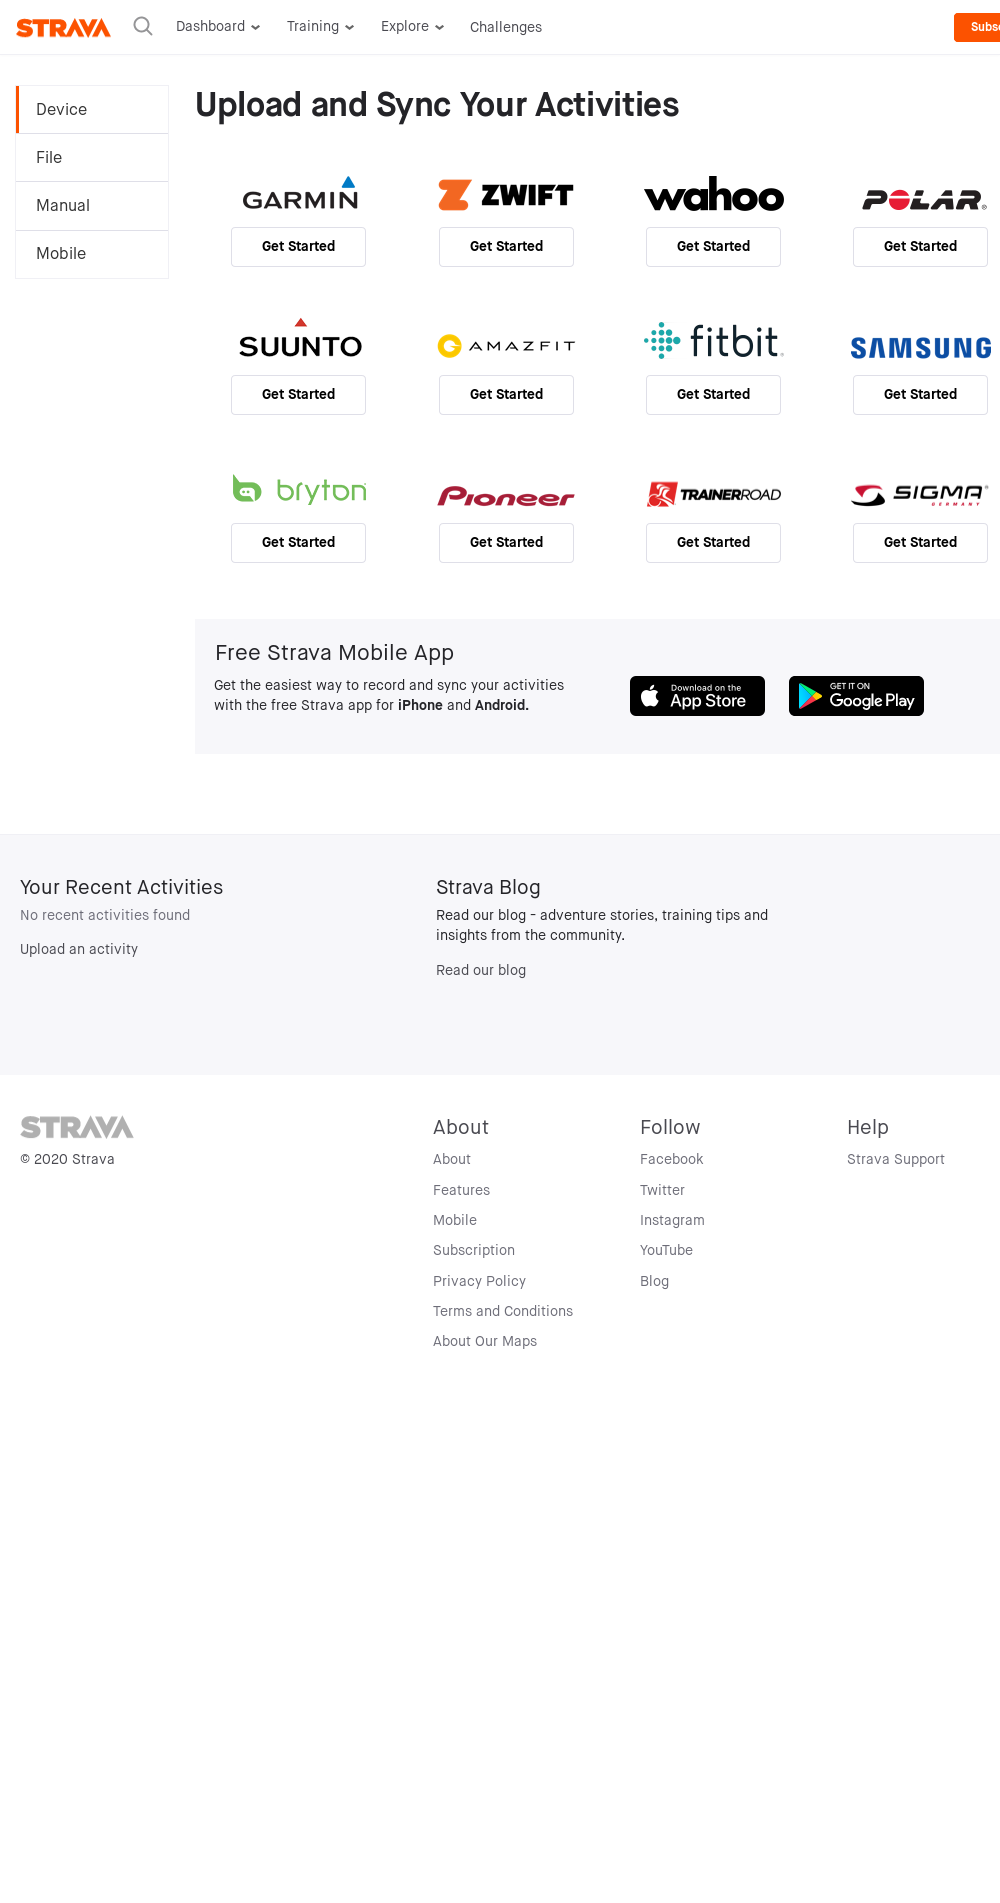 STRAVA
Dashboard
Training
Explore
Challenges
Device
File
Manual
Mobile
Upload and Sync Your Activities
GARMIN
ZWIFT
wahoo
POLAR®
Get Started
Get Started
Get Started
Get Started
SUUNTO
AMAZFIT
fitbit
SAMSUNG
Get Started
Get Started
Get Started
Get Started
bryton
Pioneer
TRAINERROAD
SIGMA
GERMANY
Get Started
Get Started
Get Started
Get Started
Free Strava Mobile App
Get the easiest way to record and sync your activities
with the free Strava app for iPhone and Android.
Download on the
App Store
GET IT ON
Google Play
Your Recent Activities
No recent activities found
Upload an activity
Strava Blog
Read our blog - adventure stories, training tips and
insights from the community.
Read our blog
STRAVA
© 2020 Strava
About
About
Features
Mobile
Subscription
Privacy Policy
Terms and Conditions
About Our Maps
Follow
Facebook
Twitter
Instagram
YouTube
Blog
Help
Strava Support